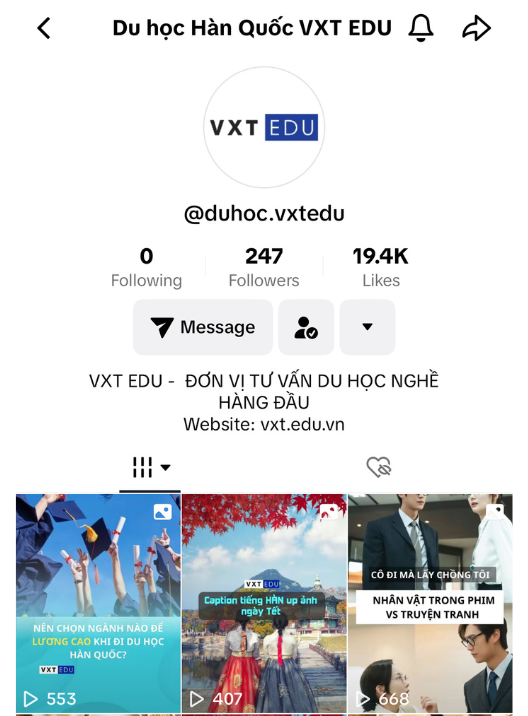 Du học Hàn Quốc VXT EDU
VXT EDU
@duhoc.vxtedu
0
247
19.4K
Following
Followers
Likes
Message
VXT EDU - ĐƠN VỊ TƯ VẤN DU HỌC NGHỀ
HÀNG ĐẦU
Website: vxt.edu.vn
NÊN CHỌN NGÀNH NÀO ĐỂ
LƯƠNG CAO KHI ĐI DU HỌC
HÀN QUỐC?
VXT EDU
553
VXT EDU
Caption tiếng HÀN up ảnh
ngày Tết
407
CÔ ĐI MÀ LẤY CHỒNG TÔI
NHÂN VẬT TRONG PHIM
VS TRUYỆN TRANH
668